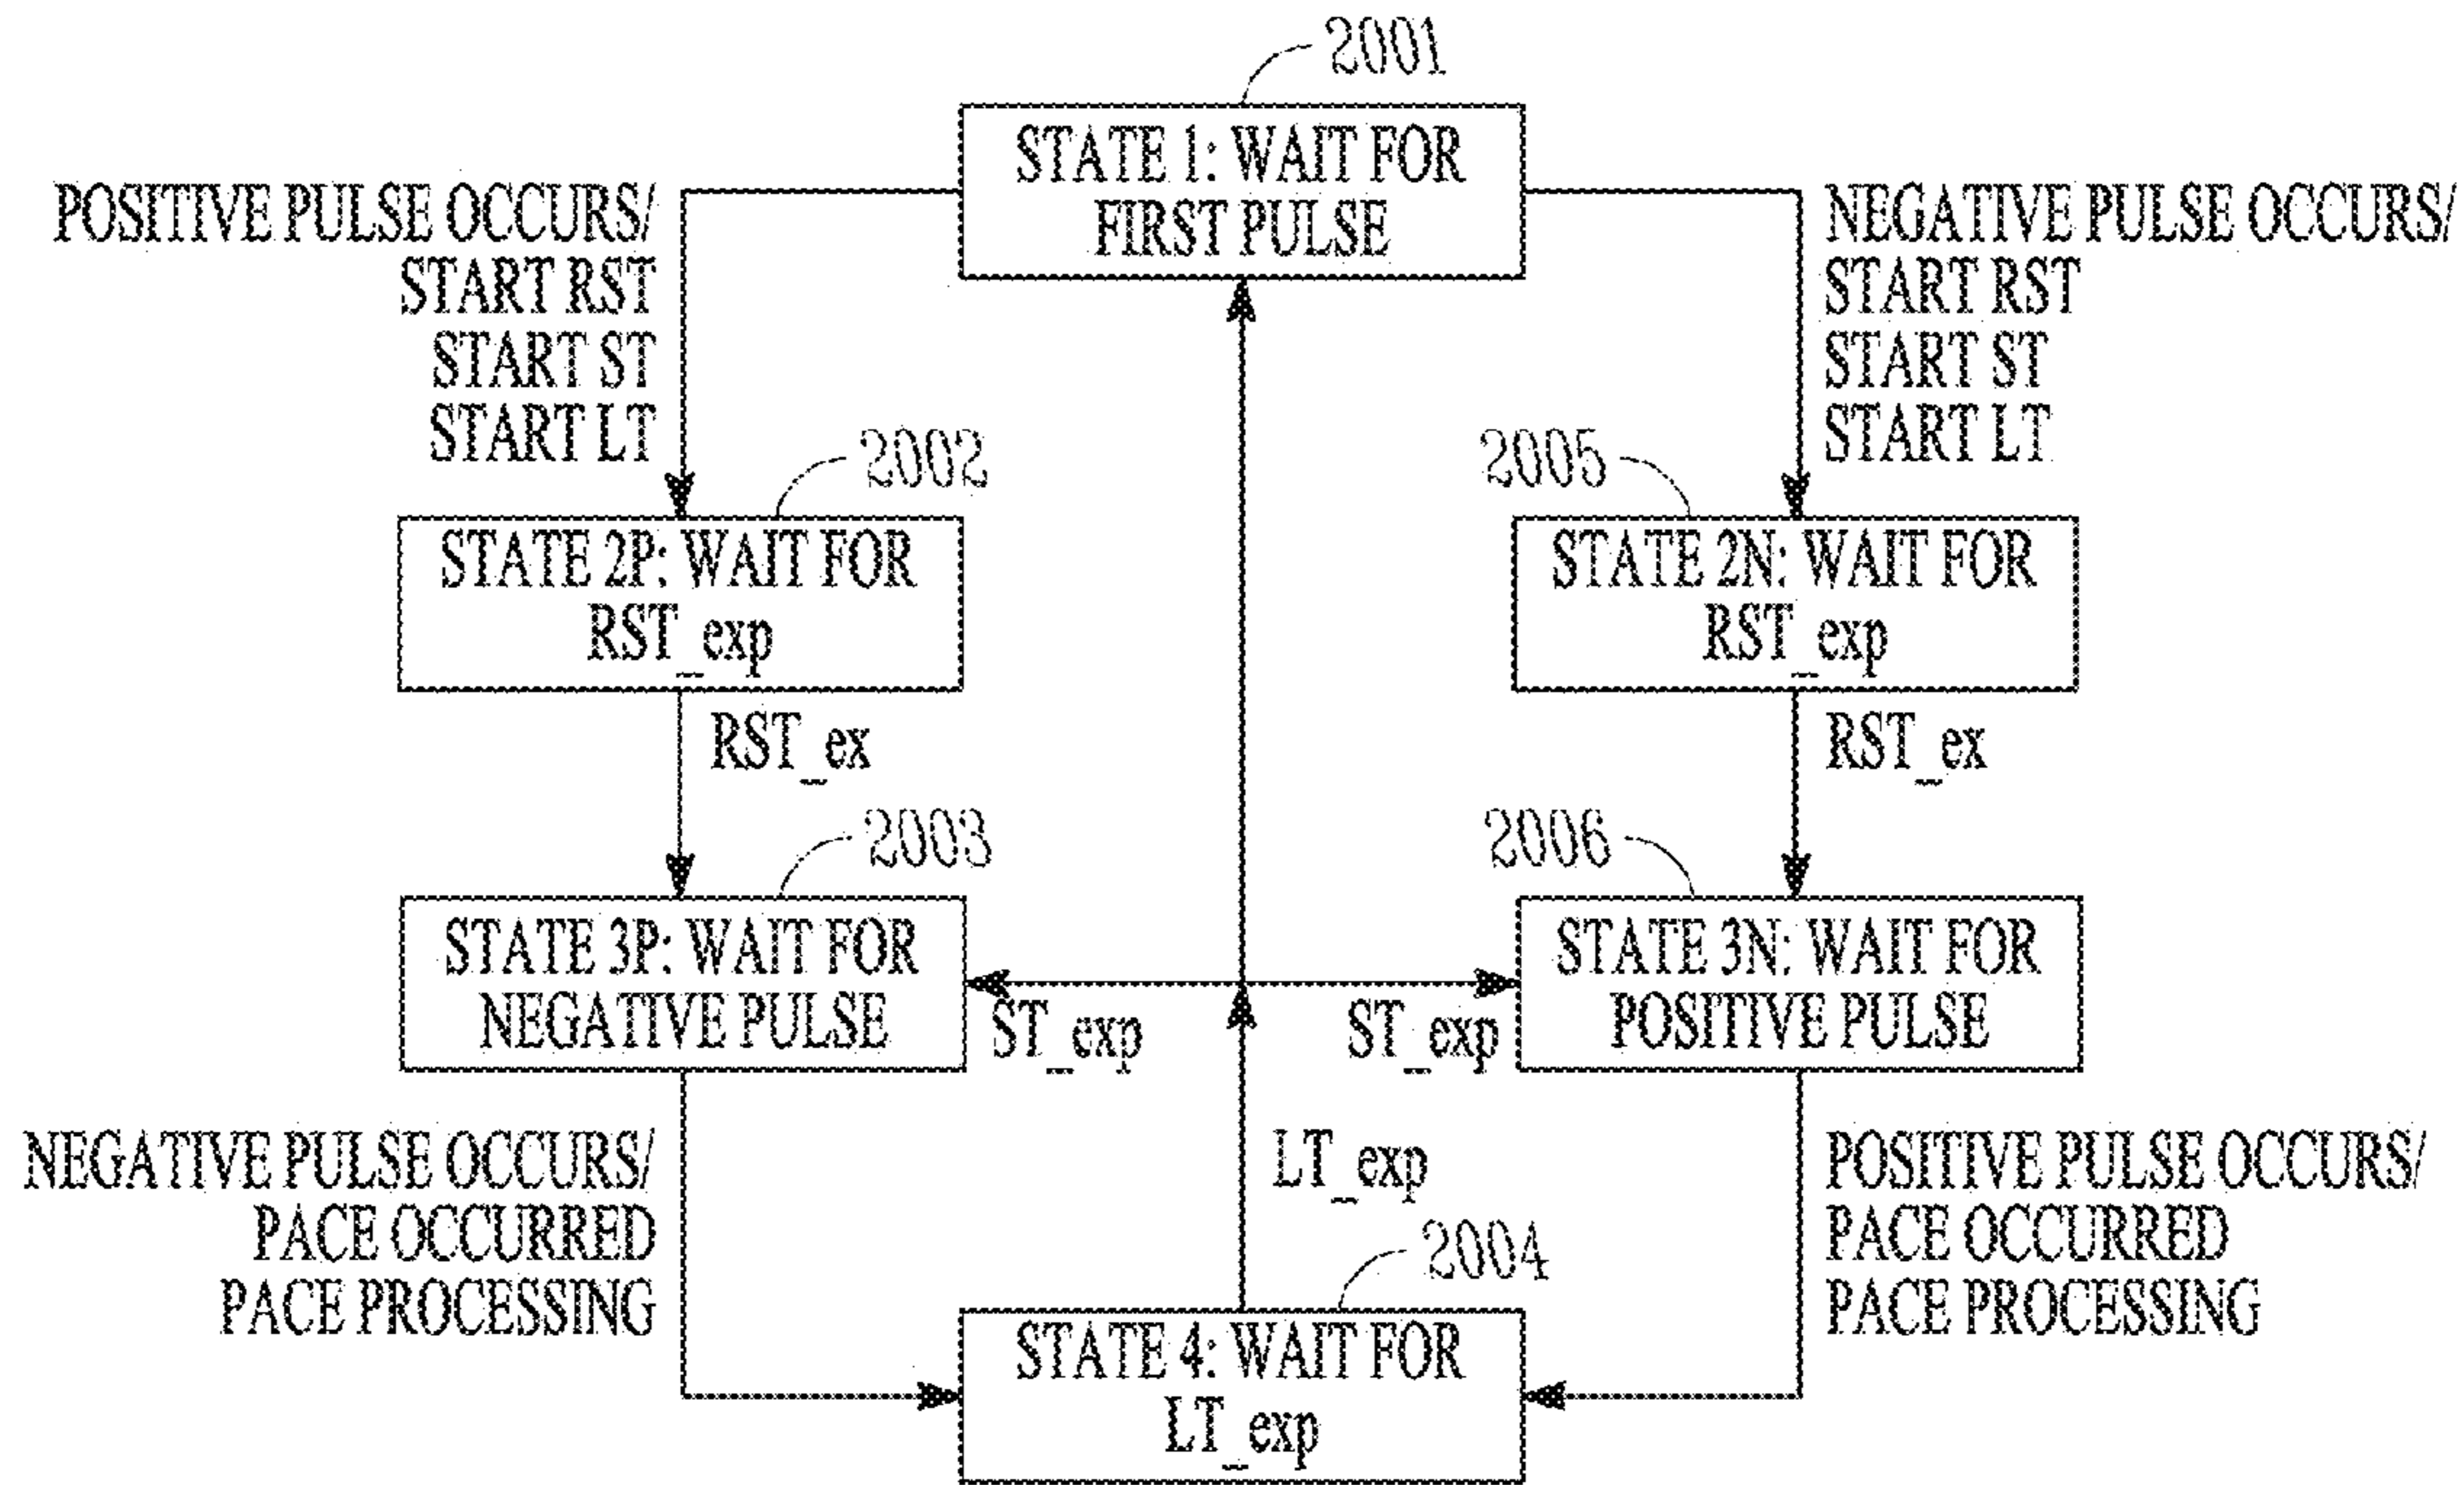 2001
STATE 1: WAIT FOR
FIRST PULSE
POSITIVE PULSE OCCURS/
START RST
START ST
START LT
NEGATIVE PULSE OCCURS/
START RST
START ST
START LT
2002
STATE 2P: WAIT FOR
RST_exp
2005
STATE 2N: WAIT FOR
RST_exp
RST_ex
RST_ex
2003
STATE 3P: WAIT FOR
NEGATIVE PULSE
2006
STATE 3N: WAIT FOR
POSITIVE PULSE
ST_exp
ST_exp
NEGATIVE PULSE OCCURS/
PACE OCCURRED
PACE PROCESSING
LT_exp
POSITIVE PULSE OCCURS/
PACE OCCURRED
PACE PROCESSING
2004
STATE 4: WAIT FOR
LT_exp